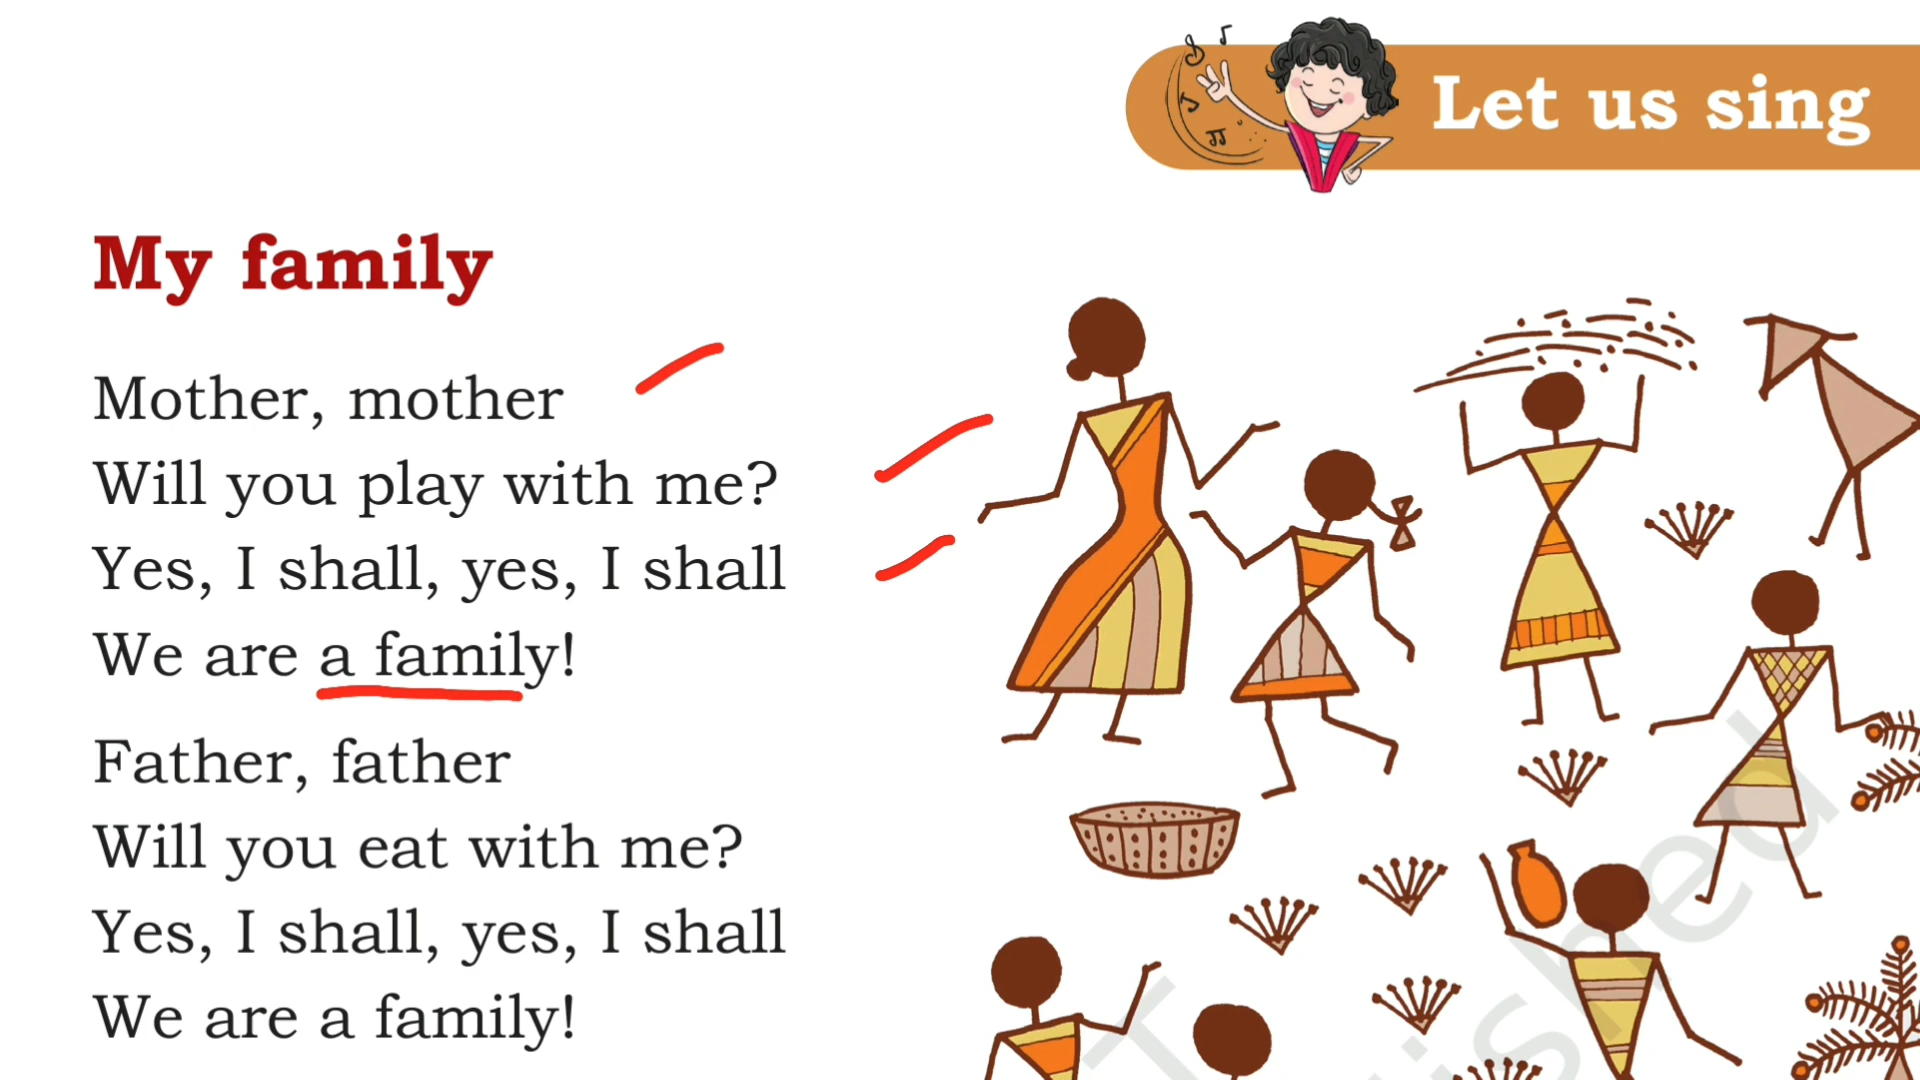 Let us sing
My family
Mother, mother
Will you play with me?
Yes, I shall, yes, I shall
We are a family!
Father, father
Will you eat with me?
Yes, I shall, yes, I shall
We are a family!